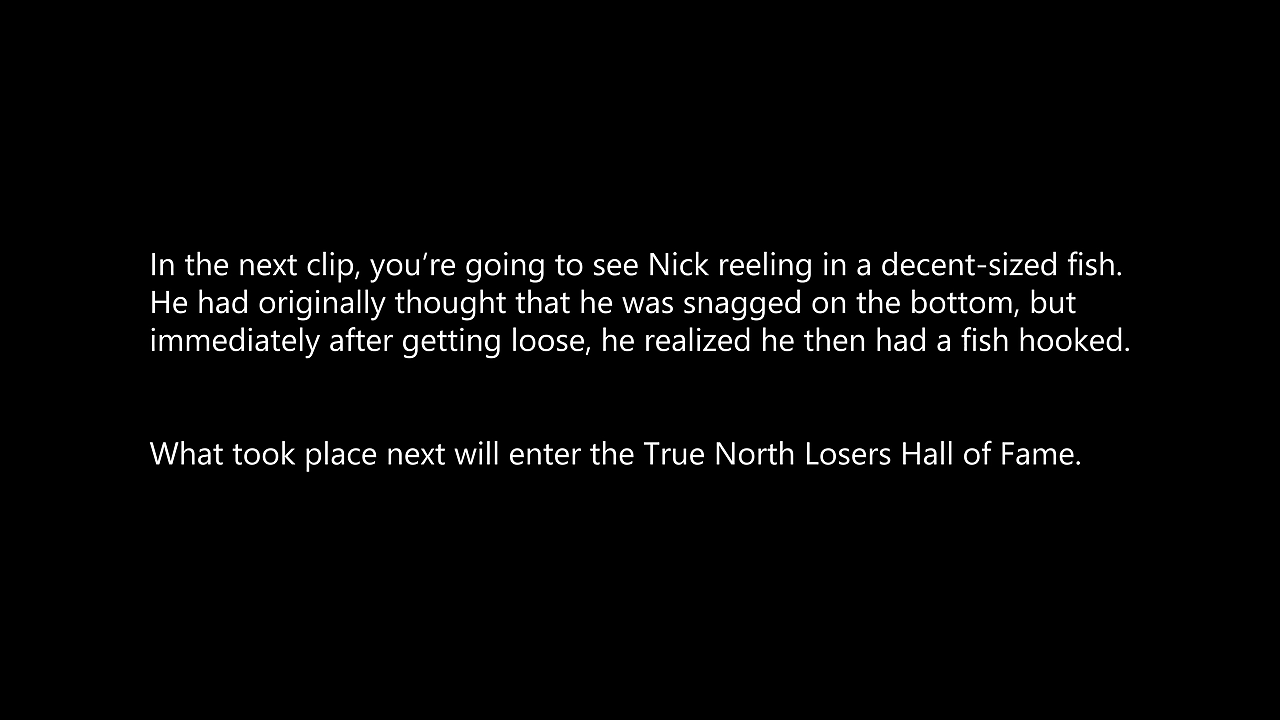 In the next clip, you’re going to see Nick reeling in a decent-sized fish.
He had originally thought that he was snagged on the bottom, but
immediately after getting loose, he realized he then had a fish hooked.
What took place next will enter the True North Losers Hall of Fame.